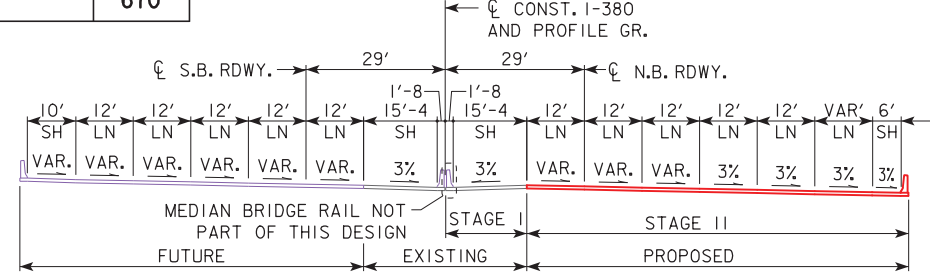 670
℄ CONST. I-380
AND PROFILE GR.
29' 29'
℄ S.B. RDWY. ℄ N.B. RDWY.
1'-8 1'-8
10' 12' 12' 12' 12' 12' 15'-4 15'-4 12' 12' 12' 12' 12' VAR' 6'
SH LN LN LN LN LN SH SH LN LN LN LN LN LN SH
VAR. VAR. VAR. VAR. VAR. VAR. 3% 3% VAR. VAR. VAR. 3% 3% 3% 3%
MEDIAN BRIDGE RAIL NOT
PART OF THIS DESIGN
STAGE I STAGE II
FUTURE EXISTING PROPOSED